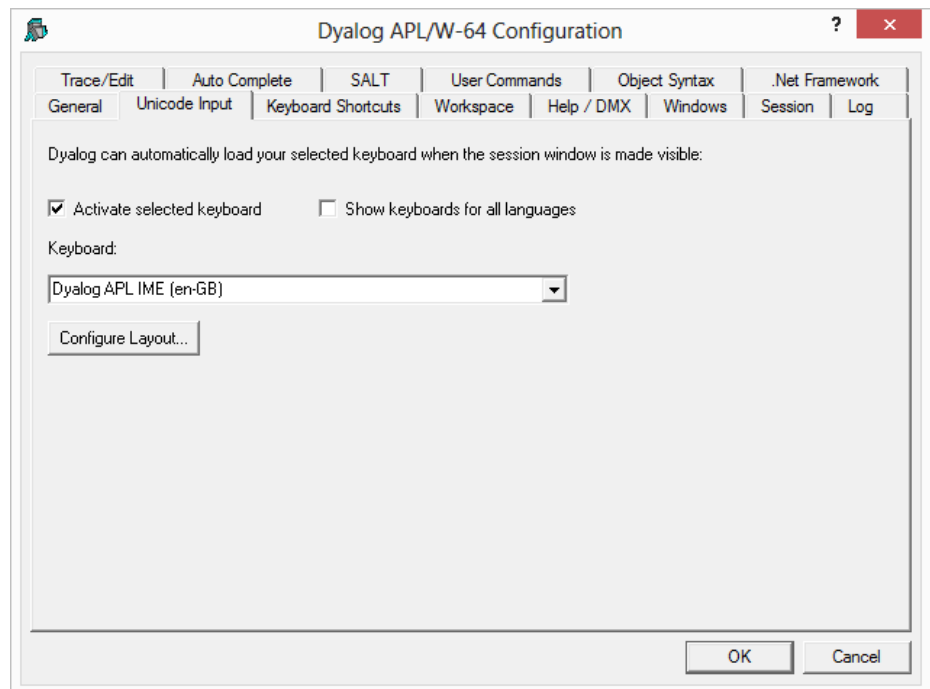 Dyalog APL/W-64 Configuration ? ×
Trace/Edit Auto Complete SALT User Commands Object Syntax .Net Framework
General Unicode Input Keyboard Shortcuts Workspace Help / DMX Windows Session Log
Dyalog can automatically load your selected keyboard when the session window is made visible:
Activate selected keyboard Show keyboards for all languages
Keyboard:
Dyalog APL IME (en-GB)
Configure Layout...
OK Cancel